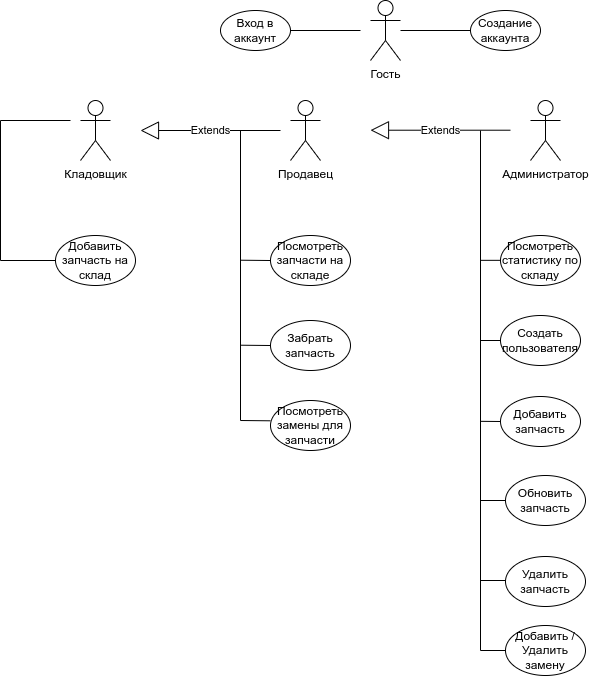 Вход в
аккаунт
Создание
аккаунта
Гость
Extends
Extends
Кладовщик
Продавец
Администратор
Добавить
запчасть на
склад
Посмотреть
запчасти на
складе
Посмотреть
статистику по
складу
Забрать
запчасть
Создать
пользователя
Посмотреть
замены для
запчасти
Добавить
запчасть
Обновить
запчасть
Удалить
запчасть
Добавить /
Удалить
замену